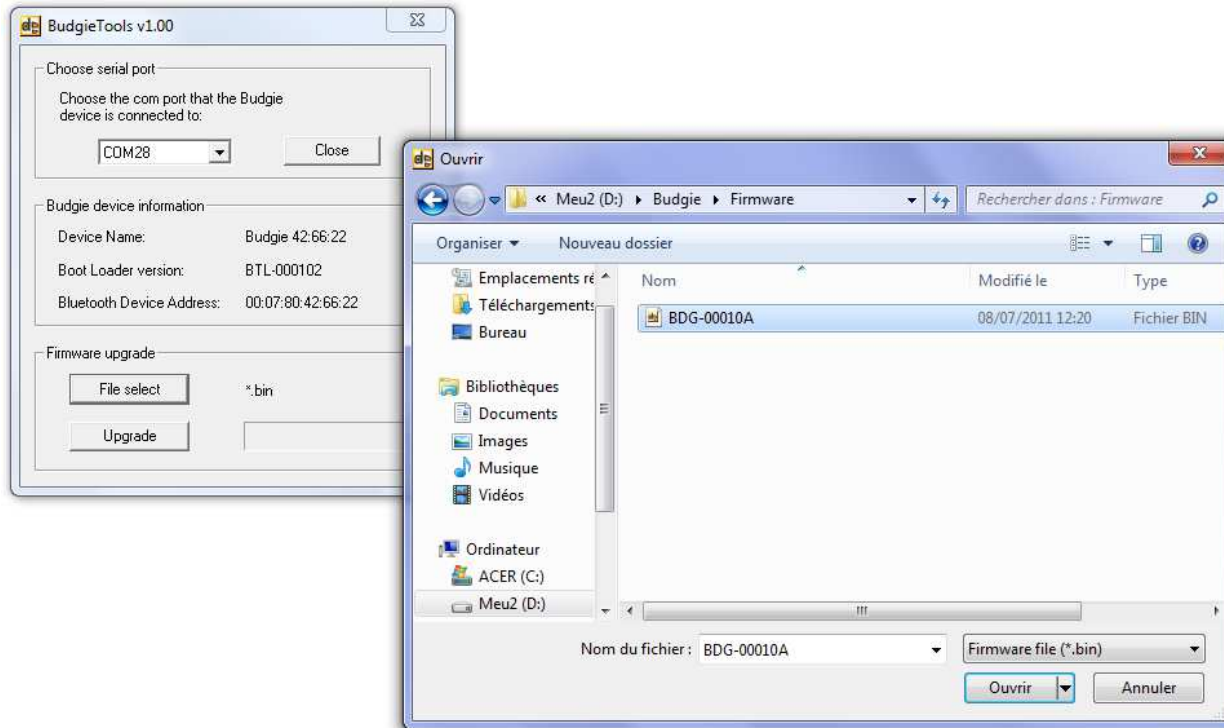 BudgieTools v1.00
Choose serial port
Choose the com port that the Budgie
device is connected to:
COM28
Close
Budgie device information
Device Name: Budgie 42:66:22
Boot Loader version: BTL-000102
Bluetooth Device Address: 00:07:80:42:66:22
Firmware upgrade
File select *.bin
Upgrade
Ouvrir
« Meu2 (D:) Budgie Firmware
Rechercher dans : Firmware
Organiser Nouveau dossier
Emplacements ré
Téléchargements
Bureau
Bibliothèques
Documents
Images
Musique
Vidéos
Ordinateur
ACER (C:)
Meu2 (D:)
Nom Modifié le Type
BDG-00010A 08/07/2011 12:20 Fichier BIN
Nom du fichier : BDG-00010A Firmware file (*.bin)
Ouvrir Annuler